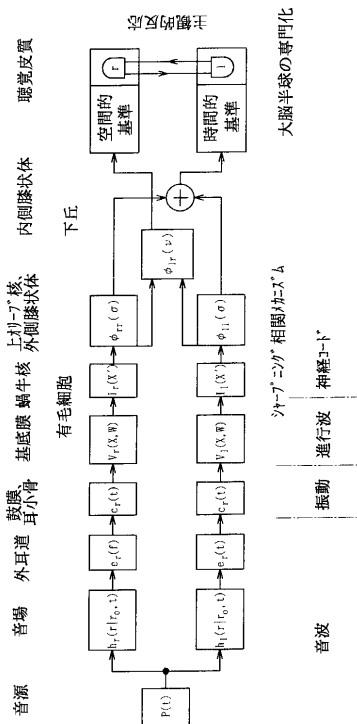 音源
音場
外耳道
鼓膜、
耳小骨
基底膜
蝸牛核
上オリーブ核、
外側膝状体
内側膝状体
聴覚皮質
有毛細胞
下丘
P(t)
h_r(r|r_0,t)
e_r(f)
c_r(t)
V_r(X,W)
I_r(X')
φ_rr(σ)
空間的
基準
r
φ_lr(ν)
+
主観的反応
h_l(r|r_0,t)
e_r(t)
c_r(t)
V_l(X,W)
I_l(X')
φ_ll(σ)
時間的
基準
l
シャープニング
相関メカニズム
音波
振動
進行波
神経コード
大脳半球の専門化